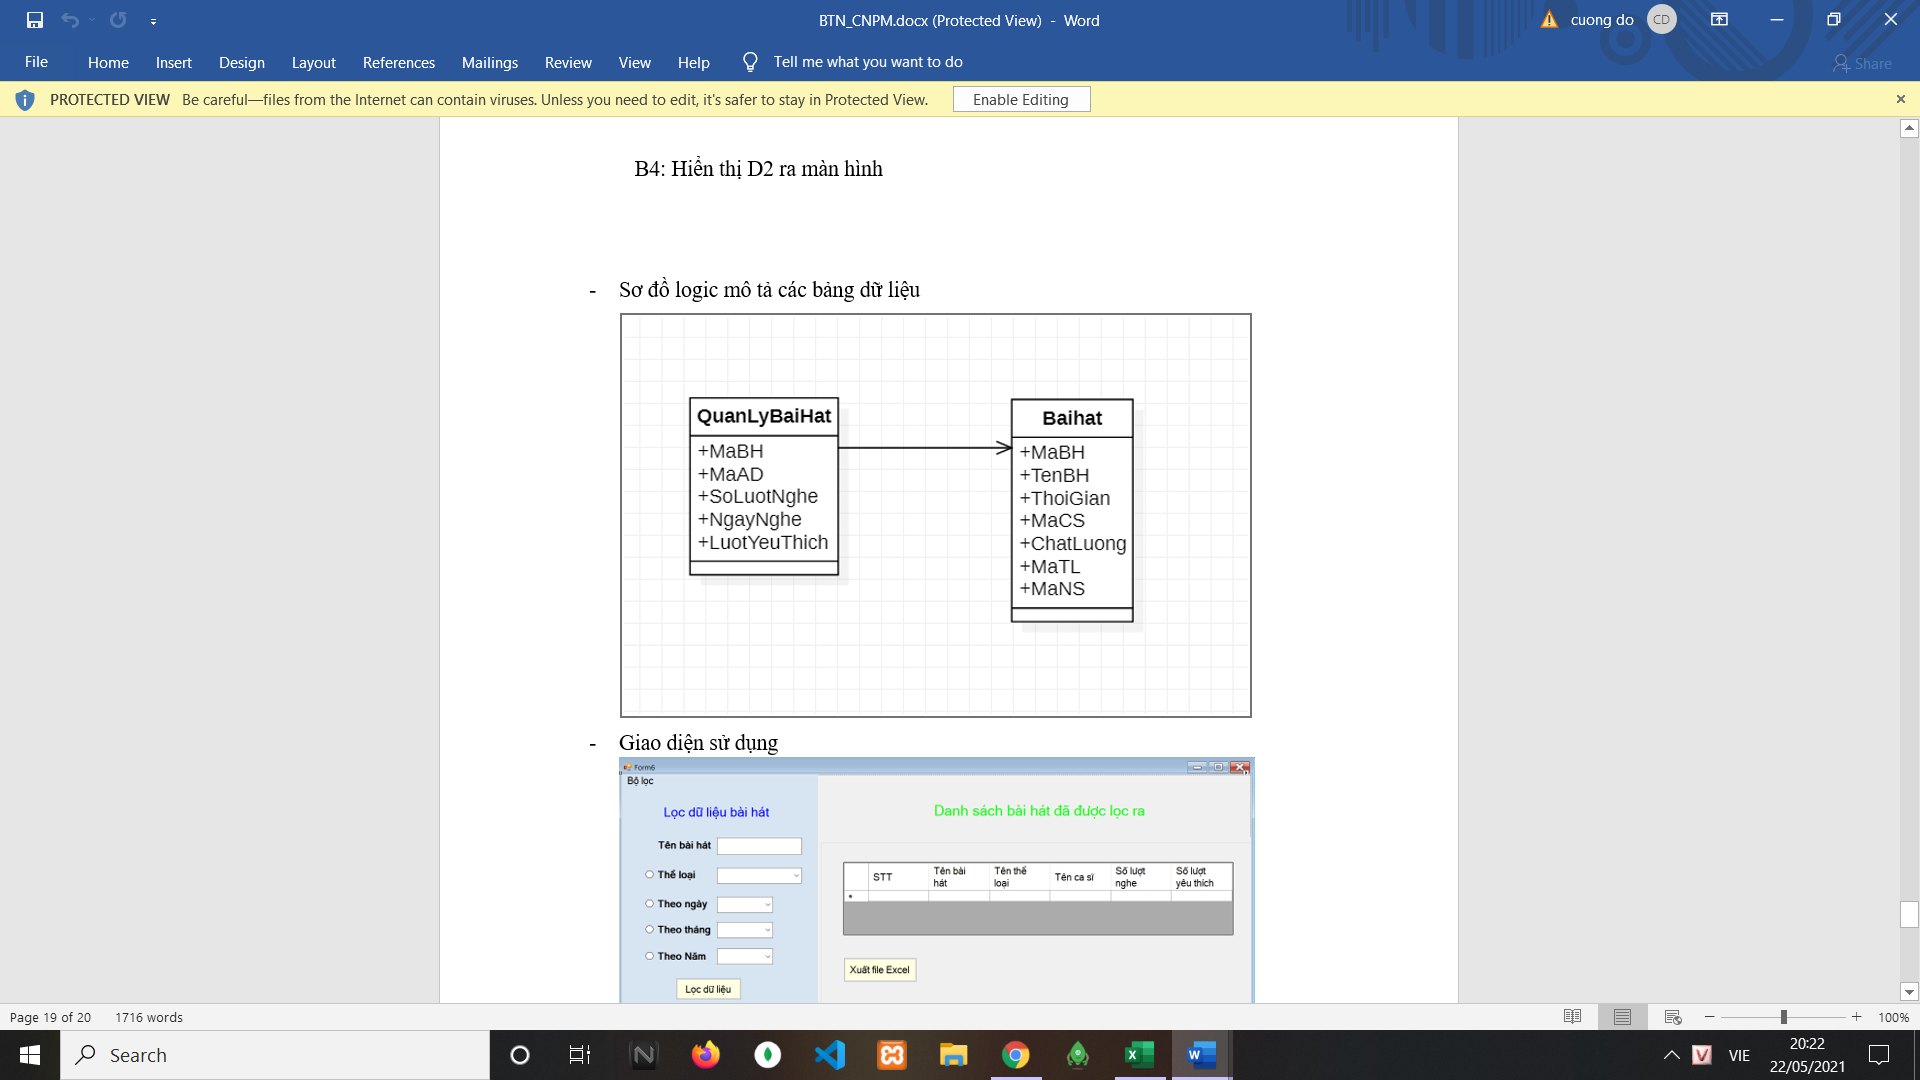 BTN_CNPM.docx (Protected View) - Word
cuong do
CD
File
Home
Insert
Design
Layout
References
Mailings
Review
View
Help
Tell me what you want to do
Share
PROTECTED VIEW Be careful—files from the Internet can contain viruses. Unless you need to edit, it's safer to stay in Protected View.
Enable Editing
B4: Hiển thị D2 ra màn hình
- Sơ đồ logic mô tả các bảng dữ liệu
QuanLyBaiHat
+MaBH
+MaAD
+SoLuotNghe
+NgayNghe
+LuotYeuThich
Baihat
+MaBH
+TenBH
+ThoiGian
+MaCS
+ChatLuong
+MaTL
+MaNS
- Giao diện sử dụng
Form6
Bộ lọc
Lọc dữ liệu bài hát
Tên bài hát
Thể loại
Theo ngày
Theo tháng
Theo Năm
Lọc dữ liệu
Danh sách bài hát đã được lọc ra
STT
Tên bài
hát
Tên thể
loại
Tên ca sĩ
Số lượt
nghe
Số lượt
yêu thích
Xuất file Excel
Page 19 of 20
1716 words
100%
Search
VIE
20:22
22/05/2021